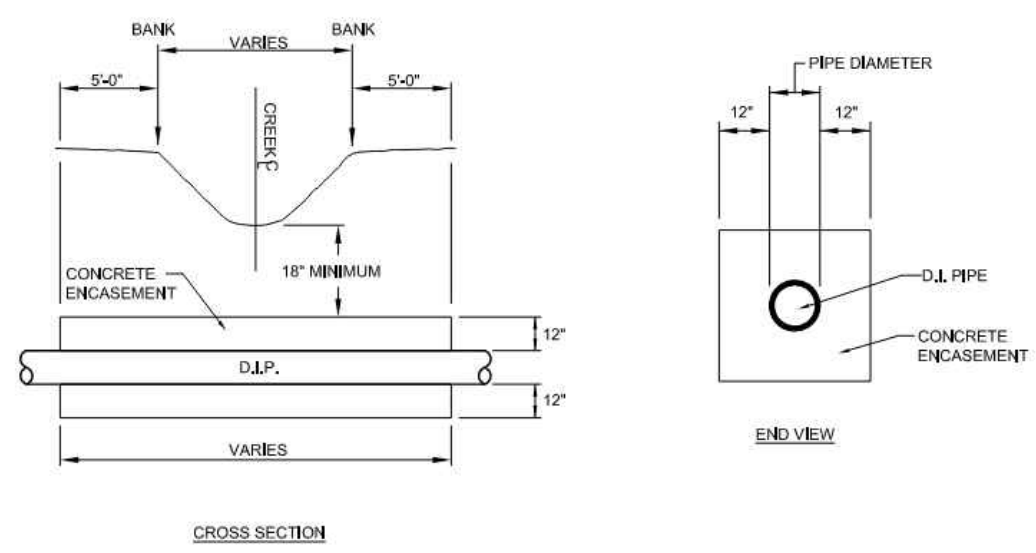 BANK
BANK
VARIES
5'-0"
5'-0"
CREEK ℄
18" MINIMUM
CONCRETE
ENCASEMENT
12"
D.I.P.
12"
VARIES
CROSS SECTION
PIPE DIAMETER
12"
12"
D.I. PIPE
CONCRETE
ENCASEMENT
END VIEW